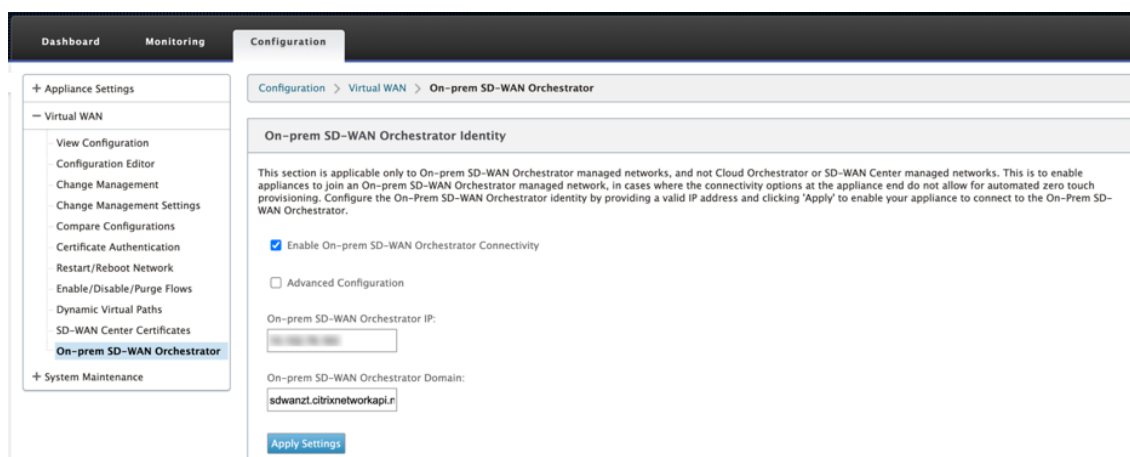 Dashboard Monitoring Configuration
+ Appliance Settings
− Virtual WAN
View Configuration
Configuration Editor
Change Management
Change Management Settings
Compare Configurations
Certificate Authentication
Restart/Reboot Network
Enable/Disable/Purge Flows
Dynamic Virtual Paths
SD-WAN Center Certificates
On-prem SD-WAN Orchestrator
+ System Maintenance
Configuration > Virtual WAN > On-prem SD-WAN Orchestrator
On-prem SD-WAN Orchestrator Identity
This section is applicable only to On-prem SD-WAN Orchestrator managed networks, and not Cloud Orchestrator or SD-WAN Center managed networks. This is to enable
appliances to join an On-prem SD-WAN Orchestrator managed network, in cases where the connectivity options at the appliance end do not allow for automated zero touch
provisioning. Configure the On-Prem SD-WAN Orchestrator identity by providing a valid IP address and clicking 'Apply' to enable your appliance to connect to the On-Prem SD-
WAN Orchestrator.
Enable On-prem SD-WAN Orchestrator Connectivity
Advanced Configuration
On-prem SD-WAN Orchestrator IP:
On-prem SD-WAN Orchestrator Domain:
sdwanzt.citrixnetworkapi.n
Apply Settings